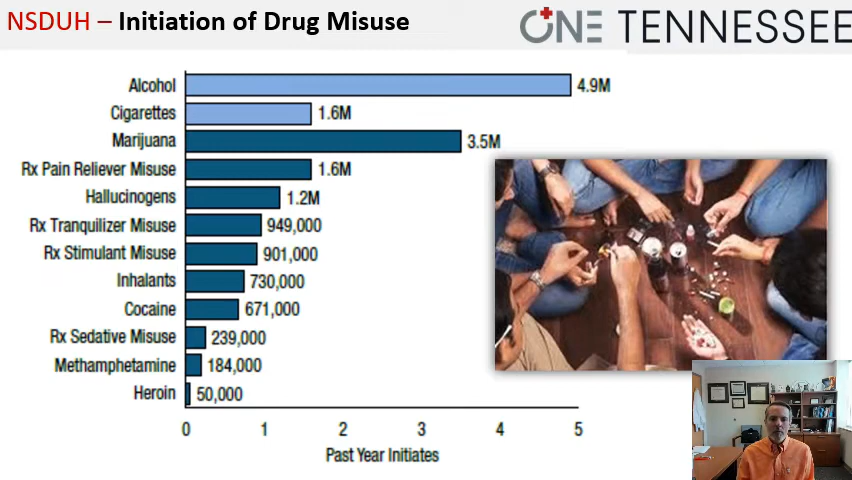 NSDUH – Initiation of Drug Misuse
ONE TENNESSEE
Alcohol 4.9M
Cigarettes 1.6M
Marijuana 3.5M
Rx Pain Reliever Misuse 1.6M
Hallucinogens 1.2M
Rx Tranquilizer Misuse 949,000
Rx Stimulant Misuse 901,000
Inhalants 730,000
Cocaine 671,000
Rx Sedative Misuse 239,000
Methamphetamine 184,000
Heroin 50,000
0 1 2 3 4 5
Past Year Initiates